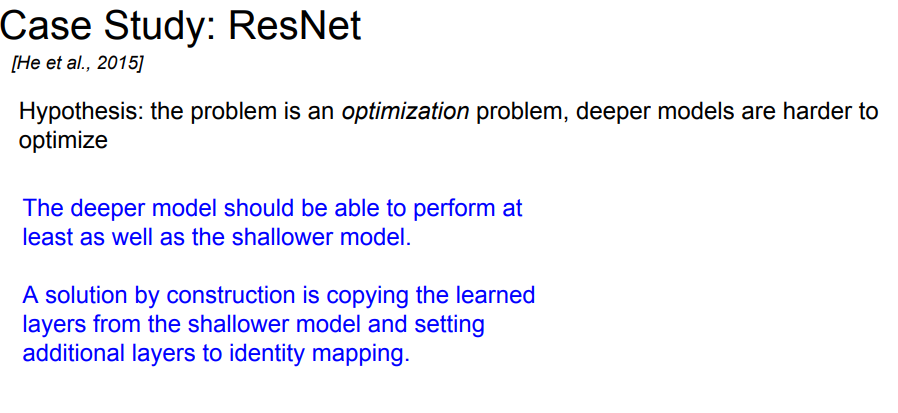 Case Study: ResNet
[He et al., 2015]
Hypothesis: the problem is an optimization problem, deeper models are harder to
optimize
The deeper model should be able to perform at
least as well as the shallower model.
A solution by construction is copying the learned
layers from the shallower model and setting
additional layers to identity mapping.